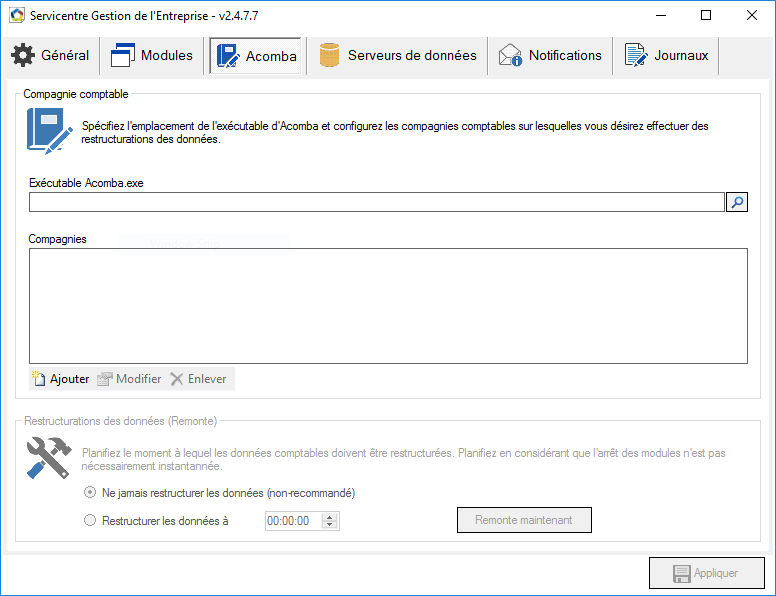 Servicentre Gestion de l'Entreprise - v2.4.7.7
Général Modules Acomba Serveurs de données Notifications Journaux
Compagnie comptable
Spécifiez l'emplacement de l'exécutable d'Acomba et configurez les compagnies comptables sur lesquelles vous désirez effectuer des
restructurations des données.
Exécutable Acomba.exe
Compagnies
Ajouter Modifier Enlever
Restructurations des données (Remonte)
Planifiez le moment à lequel les données comptables doivent être restructurées. Planifiez en considérant que l'arrêt des modules n'est pas
nécessairement instantannée.
Ne jamais restructurer les données (non-recommandé)
Restructurer les données à 00:00:00 Remonte maintenant
Appliquer